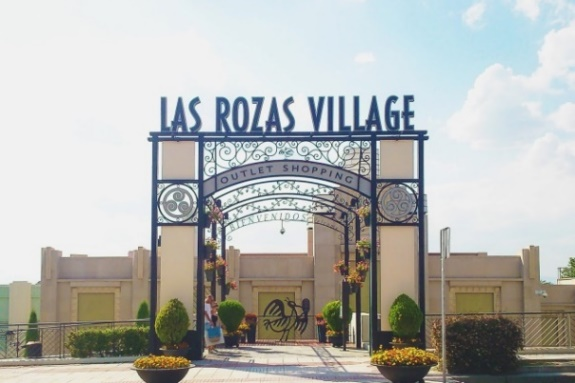 LAS ROZAS VILLAGE
OUTLET SHOPPING
BIENVENIDOS